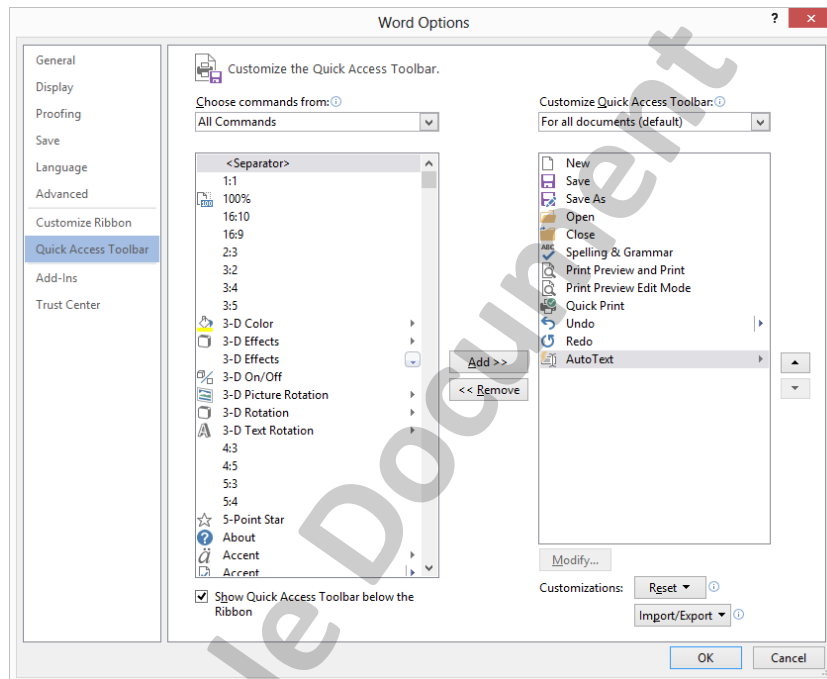 Word Options
?
×
General
Display
Proofing
Save
Language
Advanced
Customize Ribbon
Quick Access Toolbar
Add-Ins
Trust Center
Customize the Quick Access Toolbar.
Choose commands from:
All Commands
<Separator>
1:1
100%
16:10
16:9
2:3
3:2
3:4
3:5
3-D Color
3-D Effects
3-D Effects
3-D On/Off
3-D Picture Rotation
3-D Rotation
3-D Text Rotation
4:3
4:5
5:3
5:4
5-Point Star
About
Accent
Accent
Show Quick Access Toolbar below the
Ribbon
Add >>
<< Remove
Customize Quick Access Toolbar:
For all documents (default)
New
Save
Save As
Open
Close
Spelling & Grammar
Print Preview and Print
Print Preview Edit Mode
Quick Print
Undo
Redo
AutoText
Modify...
Customizations:
Reset
Import/Export
OK
Cancel
le Document